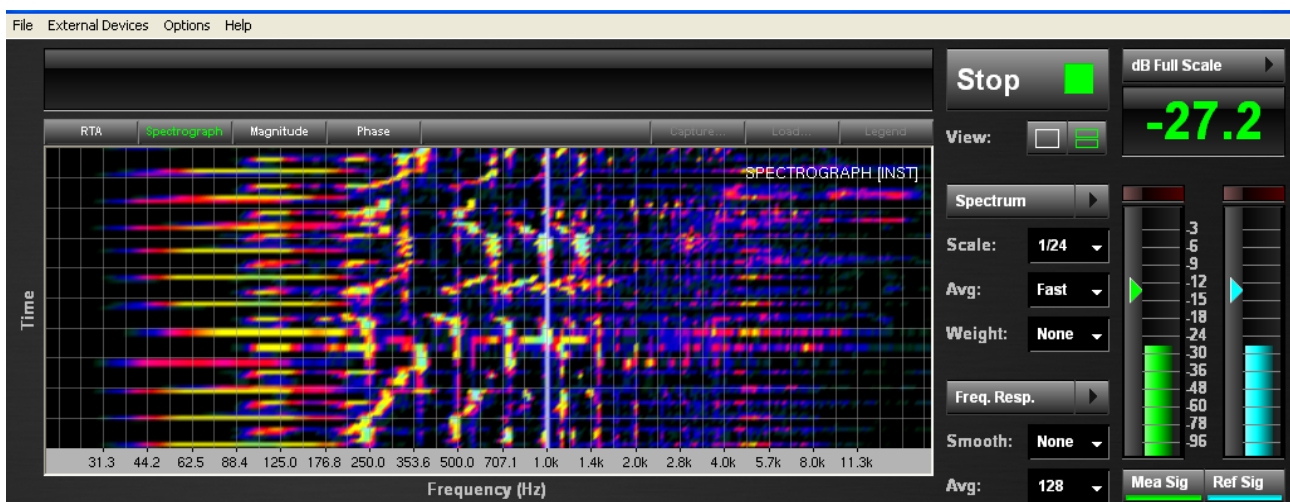 File External Devices Options Help
Stop
dB Full Scale
-27.2
RTA Spectrograph Magnitude Phase Capture... Load... Legend
View:
SPECTROGRAPH [INST]
Spectrum
Scale: 1/24
Avg: Fast
Weight: None
Freq. Resp.
Smooth: None
Avg: 128
-3
-6
-9
-12
-15
-18
-24
-30
-36
-48
-60
-78
-96
Mea Sig Ref Sig
Time
31.3 44.2 62.5 88.4 125.0 176.8 250.0 353.6 500.0 707.1 1.0k 1.4k 2.0k 2.8k 4.0k 5.7k 8.0k 11.3k
Frequency (Hz)